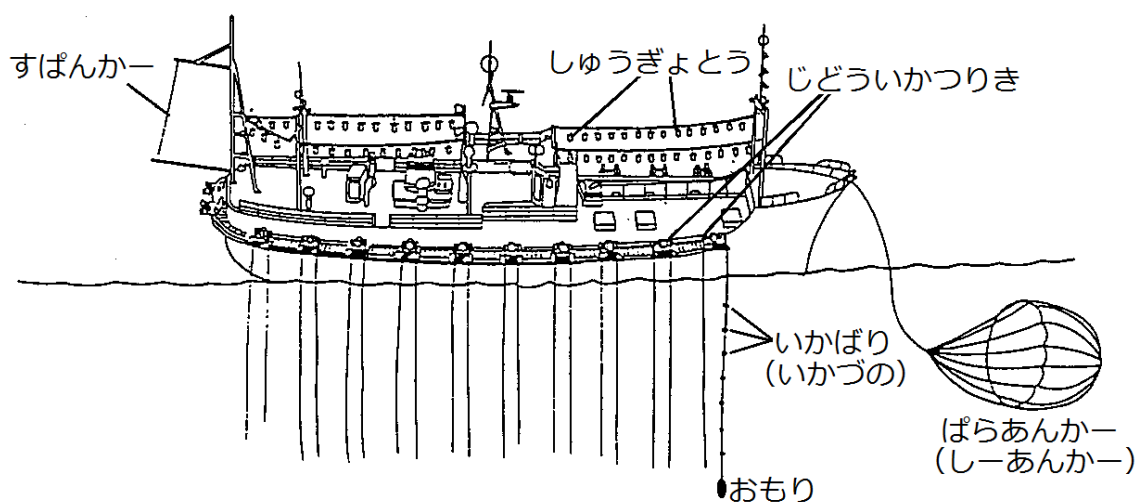 すぱんかー
しゅうぎょとう
じどういかつりき
いかばり
（いかづの）
ぱらあんかー
（しーあんかー）
おもり